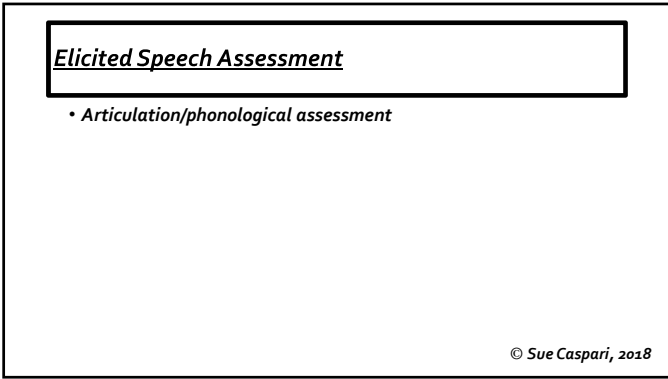 Elicited Speech Assessment
• Articulation/phonological assessment
© Sue Caspari, 2018